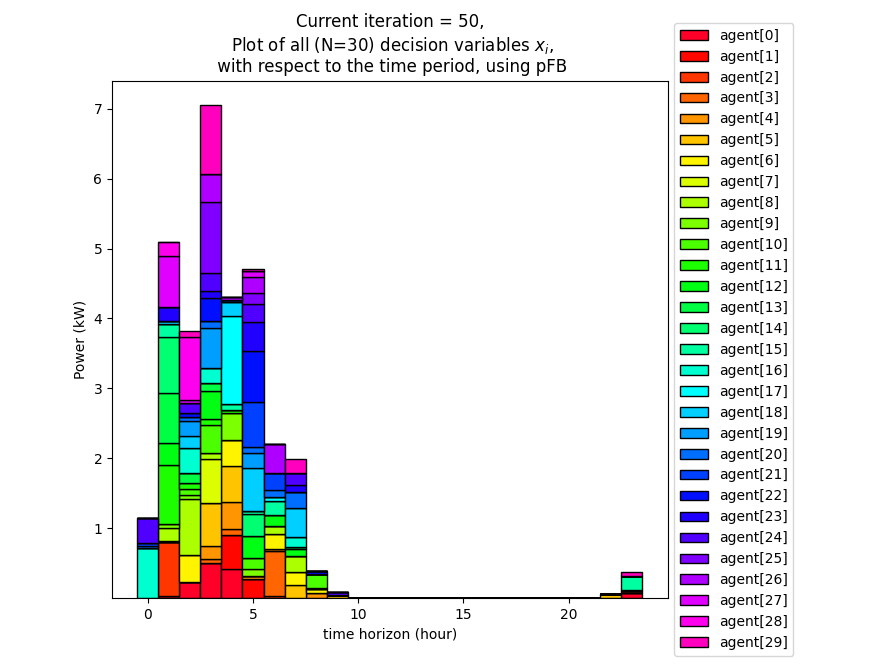 Current iteration = 50,
Plot of all (N=30) decision variables xᵢ,
with respect to the time period, using pFB
Power (kW)
7
6
5
4
3
2
1
0
5
10
15
20
time horizon (hour)
agent[0]
agent[1]
agent[2]
agent[3]
agent[4]
agent[5]
agent[6]
agent[7]
agent[8]
agent[9]
agent[10]
agent[11]
agent[12]
agent[13]
agent[14]
agent[15]
agent[16]
agent[17]
agent[18]
agent[19]
agent[20]
agent[21]
agent[22]
agent[23]
agent[24]
agent[25]
agent[26]
agent[27]
agent[28]
agent[29]